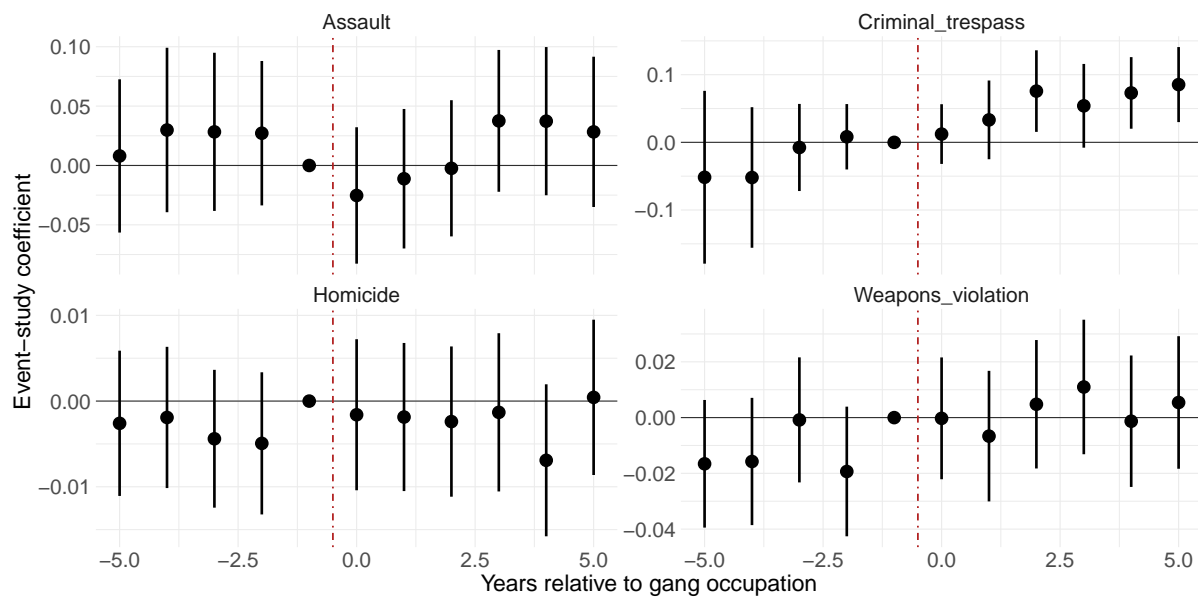 Assault
Criminal_trespass
0.10
0.05
0.00
−0.05
0.1
0.0
−0.1
Homicide
Weapons_violation
0.01
0.00
−0.01
0.02
0.00
−0.02
−0.04
−5.0 −2.5 0.0 2.5 5.0
−5.0 −2.5 0.0 2.5 5.0
Event−study coefficient
Years relative to gang occupation